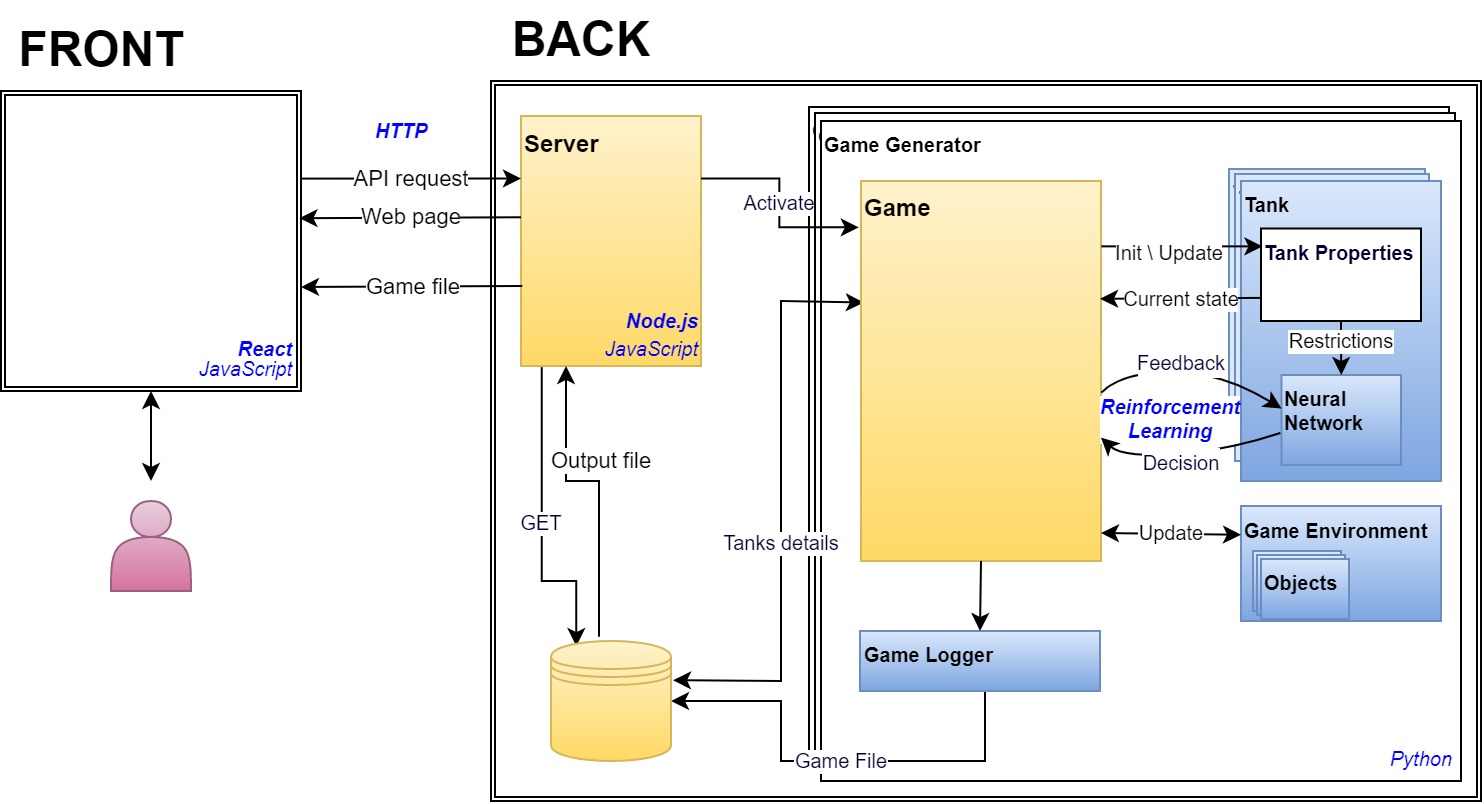 FRONT
BACK
HTTP
API request
Web page
Game file
React
JavaScript
Server
Node.js
JavaScript
Activate
Output file
GET
Tanks details
Game File
Game Generator
Game
Init \ Update
Current state
Feedback
Reinforcement
Learning
Decision
Update
Tank
Tank Properties
Restrictions
Neural
Network
Game Environment
Objects
Game Logger
Python